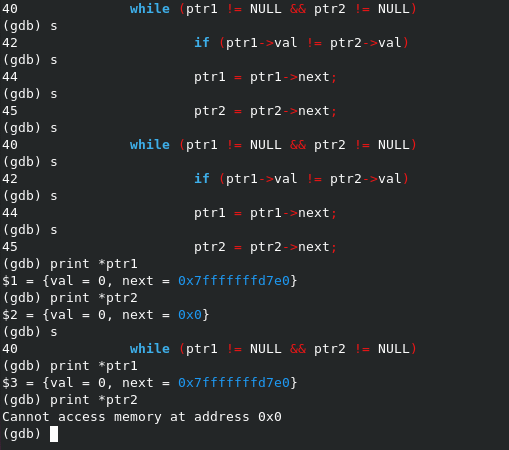 40              while (ptr1 != NULL && ptr2 != NULL)
(gdb) s
42                      if (ptr1->val != ptr2->val)
(gdb) s
44                      ptr1 = ptr1->next;
(gdb) s
45                      ptr2 = ptr2->next;
(gdb) s
40              while (ptr1 != NULL && ptr2 != NULL)
(gdb) s
42                      if (ptr1->val != ptr2->val)
(gdb) s
44                      ptr1 = ptr1->next;
(gdb) s
45                      ptr2 = ptr2->next;
(gdb) print *ptr1
$1 = {val = 0, next = 0x7fffffffd7e0}
(gdb) print *ptr2
$2 = {val = 0, next = 0x0}
(gdb) s
40              while (ptr1 != NULL && ptr2 != NULL)
(gdb) print *ptr1
$3 = {val = 0, next = 0x7fffffffd7e0}
(gdb) print *ptr2
Cannot access memory at address 0x0
(gdb)